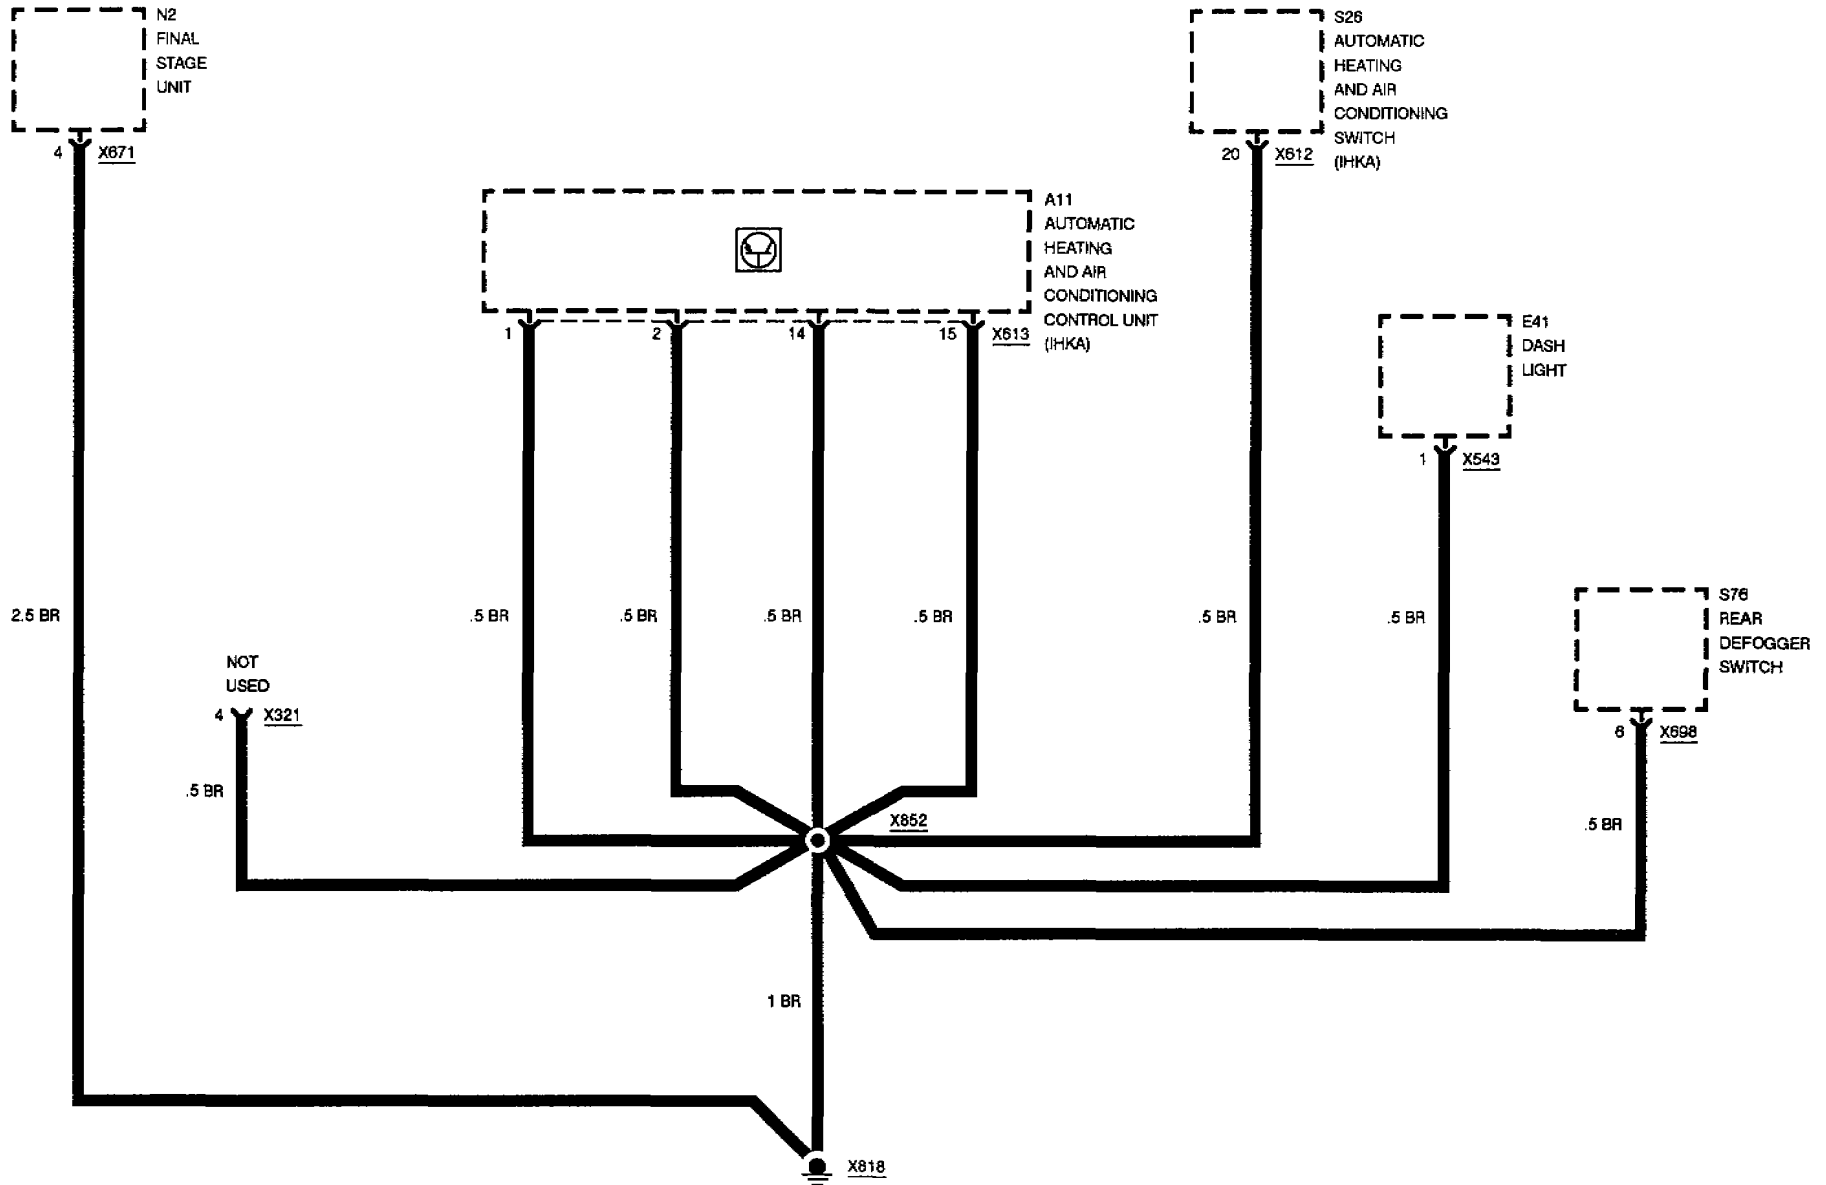 N2
FINAL
STAGE
UNIT
4 X671
S26
AUTOMATIC
HEATING
AND AIR
CONDITIONING
SWITCH
(IHKA)
20 X612
A11
AUTOMATIC
HEATING
AND AIR
CONDITIONING
CONTROL UNIT
(IHKA)
1 2 14 15 X613
E41
DASH
LIGHT
1 X543
S76
REAR
DEFOGGER
SWITCH
6 X698
2.5 BR .5 BR .5 BR .5 BR .5 BR .5 BR .5 BR
NOT
USED
4 X321
.5 BR
X852
.5 BR
1 BR
X818